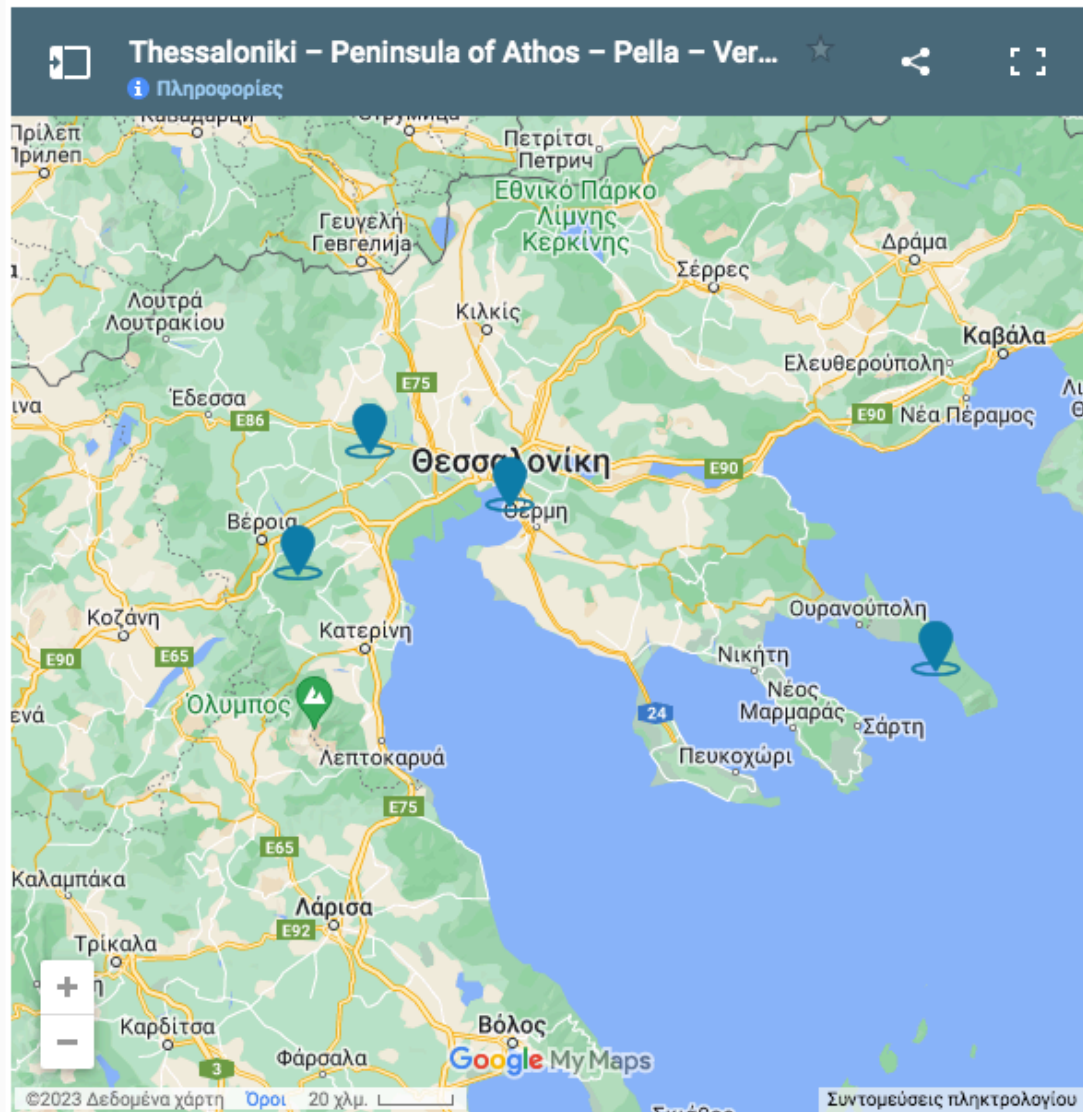 Thessaloniki – Peninsula of Athos – Pella – Ver...
Πληροφορίες
Πρίλεπ
Прилеп
Πετρίτσι
Петрич
Εθνικό Πάρκο
Λίμνης
Κερκίνης
Γευγελή
Гевгелија
Δράμα
Σέρρες
Λουτρά
Λουτρακίου
Κιλκίς
Καβάλα
Ελευθερούπολη
E75
Έδεσσα
E86
E90
Νέα Πέραμος
Θεσσαλονίκη
E90
Θέρμη
Βέροια
Κοζάνη
Ουρανούπολη
Κατερίνη
E90
E65
Νικήτη
Όλυμπος
Νέος
Μαρμαράς
24
Σάρτη
Λεπτοκαρυά
Πευκοχώρι
E75
E65
Καλαμπάκα
Λάρισα
E92
Τρίκαλα
+
−
Καρδίτσα
Βόλος
Φάρσαλα
Google My Maps
3
©2023 Δεδομένα χάρτη Όροι 20 χλμ. Συντομεύσεις πληκτρολογίου